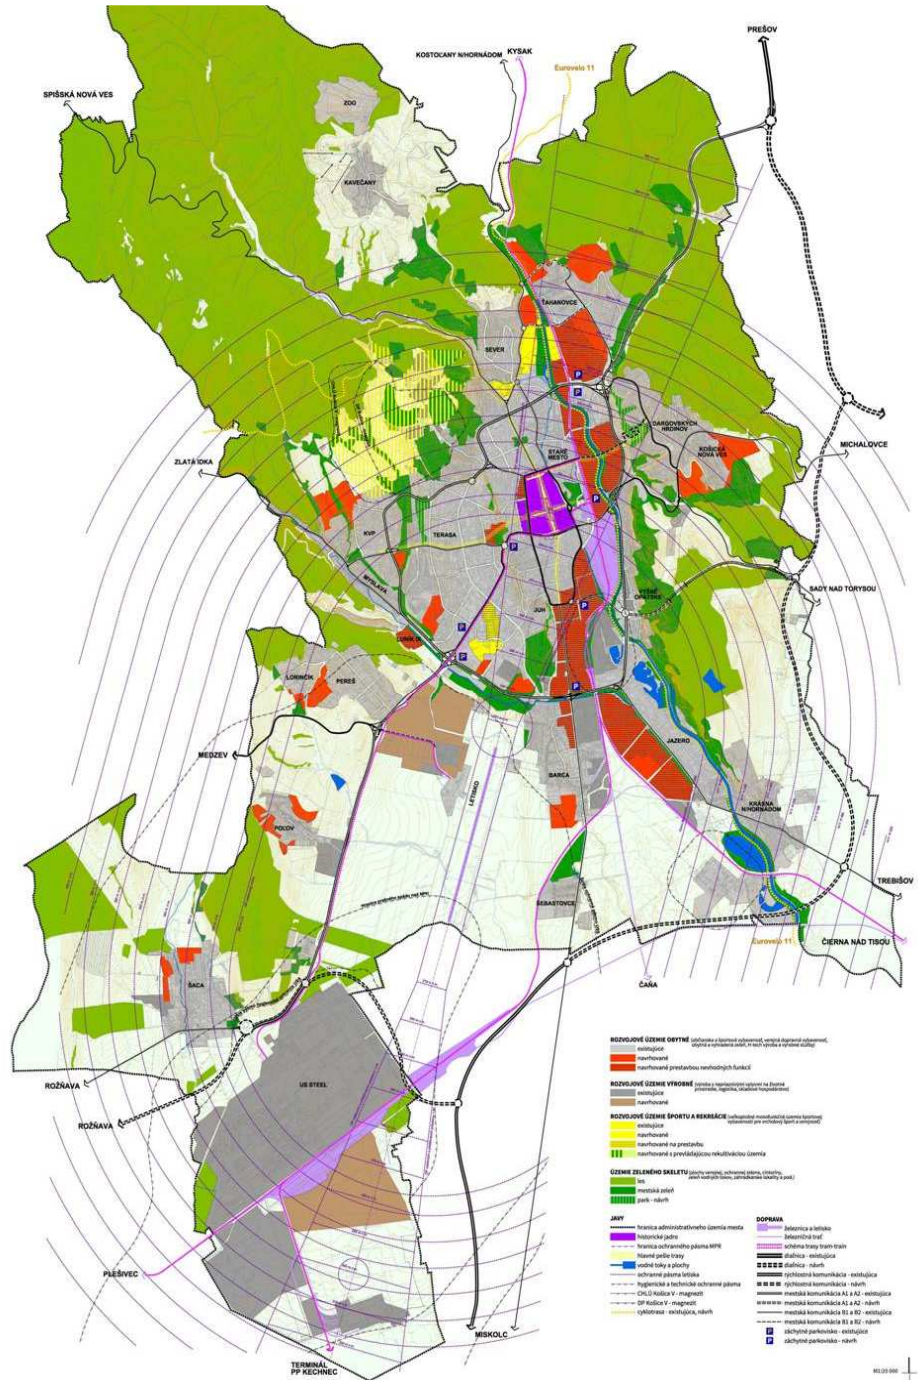 PREŠOV
KOSTOĽANY N/HORNÁDOM
KYSAK
Eurovelo 11
SPIŠSKÁ NOVÁ VES
ZOO
KAVEČANY
ŤAHANOVCE
SEVER
P
P
DARGOVSKÝCH
HRDINOV
STARÉ
MESTO
KOŠICKÁ
NOVÁ VES
MICHALOVCE
ZLATÁ IDKA
P
KVP
TERASA
P
MYSLAVA
VYŠNÉ
OPÁTSKE
SADY NAD TORYSOU
JUH
P
P
LUNÍK IX
P
LORINČÍK
PEREŠ
P
MEDZEV
JAZERO
LETISKO
BARCA
KRÁSNA
N/HORNÁDOM
POĽOV
TREBIŠOV
ŠEBASTOVCE
Eurovelo 11
ČIERNA NAD TISOU
ČAŇA
ŠACA
ROŽŇAVA
US STEEL
ROŽŇAVA
PLEŠIVEC
MISKOLC
TERMINÁL
PP KECHNEC
ROZVOJOVÉ ÚZEMIE OBYTNÉ
existujúce
navrhované
navrhované prestavbou nevhodných funkcií
ROZVOJOVÉ ÚZEMIE VÝROBNÉ
existujúce
navrhované
ROZVOJOVÉ ÚZEMIE ŠPORTU A REKREÁCIE
existujúce
navrhované
navrhované na prestavbu
navrhované s prevládajúcou rekultiváciou územia
ÚZEMIE ZELENÉHO SKELETU
les
mestská zeleň
park - návrh
JAVY
hranica administratívneho územia mesta
historické jadro
hranica ochranného pásma MPR
hlavné pešie trasy
vodné toky a plochy
ochranné pásma letiska
hygienické a technické ochranné pásma
CHLÚ Košice V - magnezit
DP Košice V - magnezit
cyklotrasa - existujúca, návrh
DOPRAVA
železnica a letisko
železničná trať
schéma trasy tram-train
diaľnica - existujúca
diaľnica - návrh
rýchlostná komunikácia - existujúca
rýchlostná komunikácia - návrh
mestská komunikácia A1 a A2 - existujúca
mestská komunikácia A1 a A2 - návrh
mestská komunikácia B1 a B2 - existujúca
mestská komunikácia B1 a B2 - návrh
P záchytné parkovisko - existujúce
P záchytné parkovisko - návrh